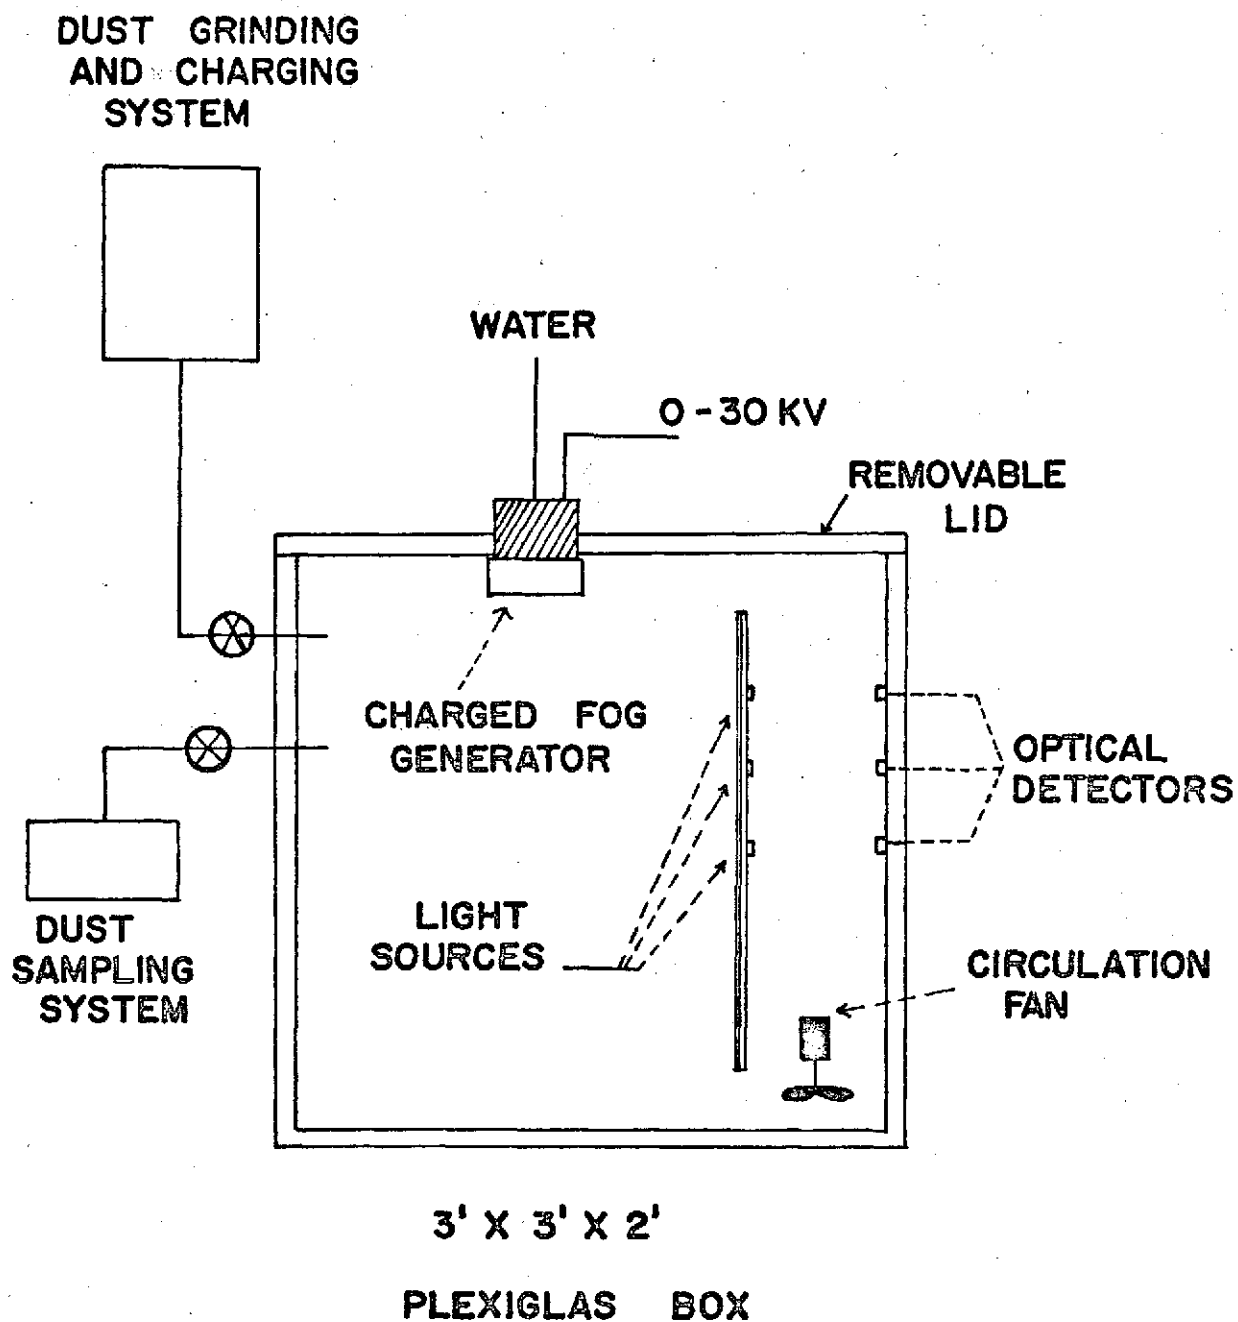 DUST GRINDING
AND CHARGING
SYSTEM
WATER
0-30 KV
REMOVABLE
LID
CHARGED FOG
GENERATOR
OPTICAL
DETECTORS
LIGHT
SOURCES
DUST
SAMPLING
SYSTEM
CIRCULATION
FAN
3' X 3' X 2'
PLEXIGLAS BOX